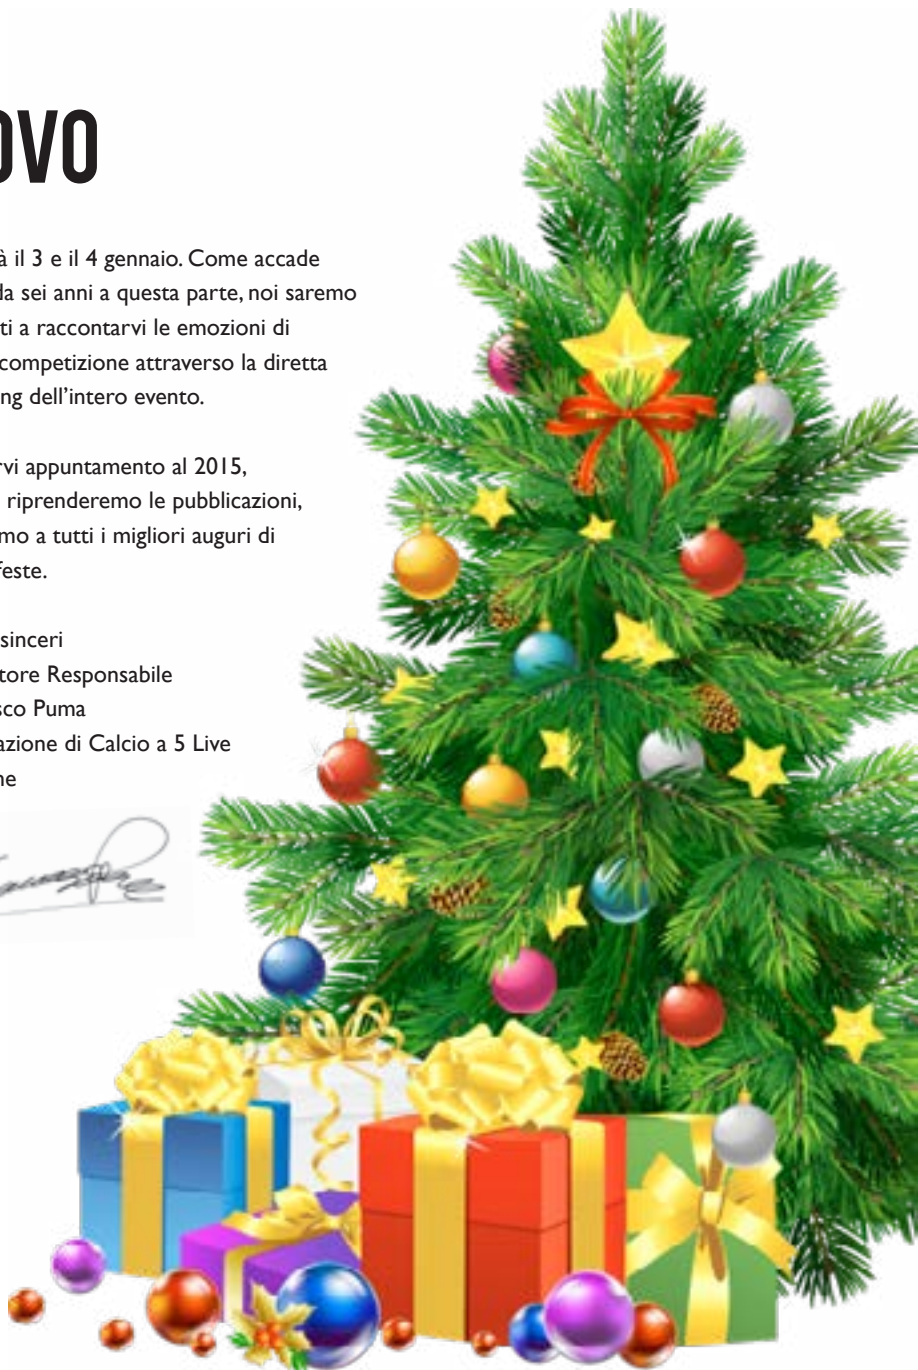 OVO
à il 3 e il 4 gennaio. Come accade
da sei anni a questa parte, noi saremo
ti a raccontarvi le emozioni di
competizione attraverso la diretta
ng dell’intero evento.
rvi appuntamento al 2015,
riprenderemo le pubblicazioni,
mo a tutti i migliori auguri di
feste.
sinceri
tore Responsabile
sco Puma
azione di Calcio a 5 Live
ne